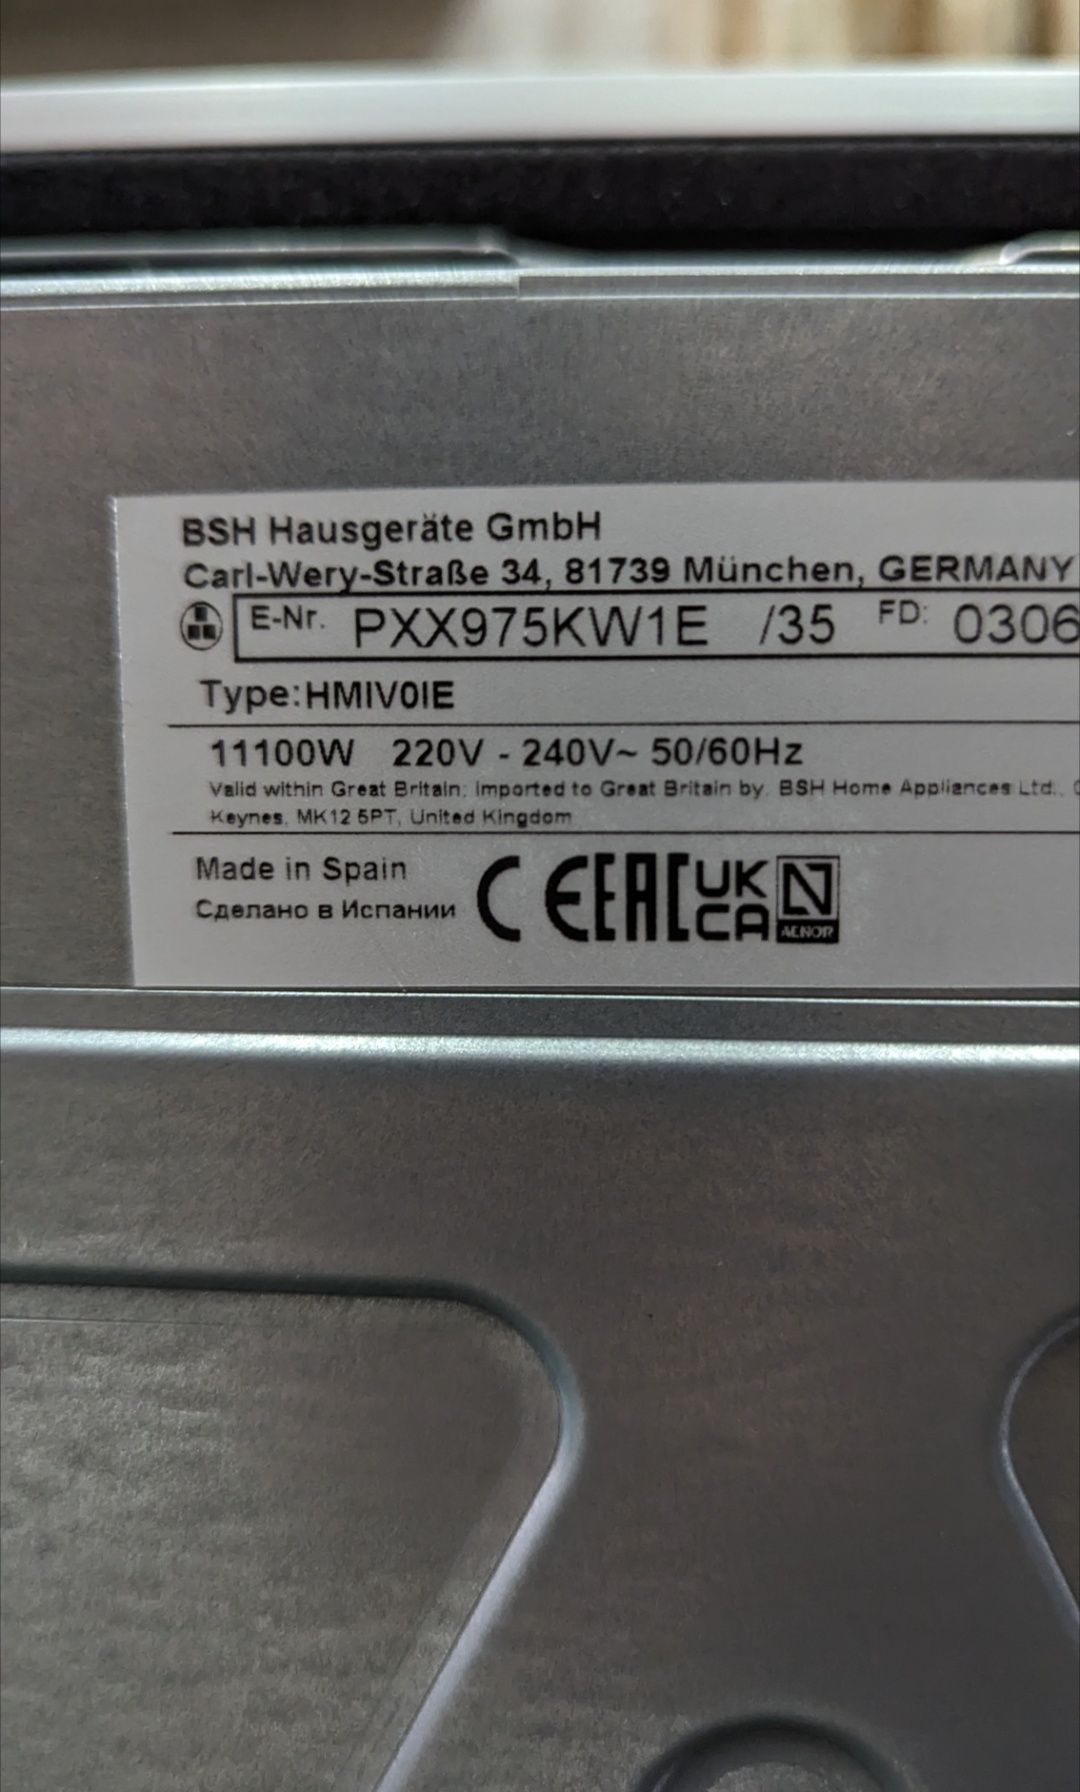 BSH Hausgeräte GmbH
Carl-Wery-Straße 34, 81739 München, GERMANY
E-Nr. PXX975KW1E /35 FD: 0306
Type:HMIV0IE
11100W 220V - 240V~ 50/60Hz
Valid within Great Britain; imported to Great Britain by. BSH Home Appliances Ltd.,
Keynes, MK12 5PT, United Kingdom
Made in Spain
Сделано в Испании
CE EAC UK
CA N
AENOR